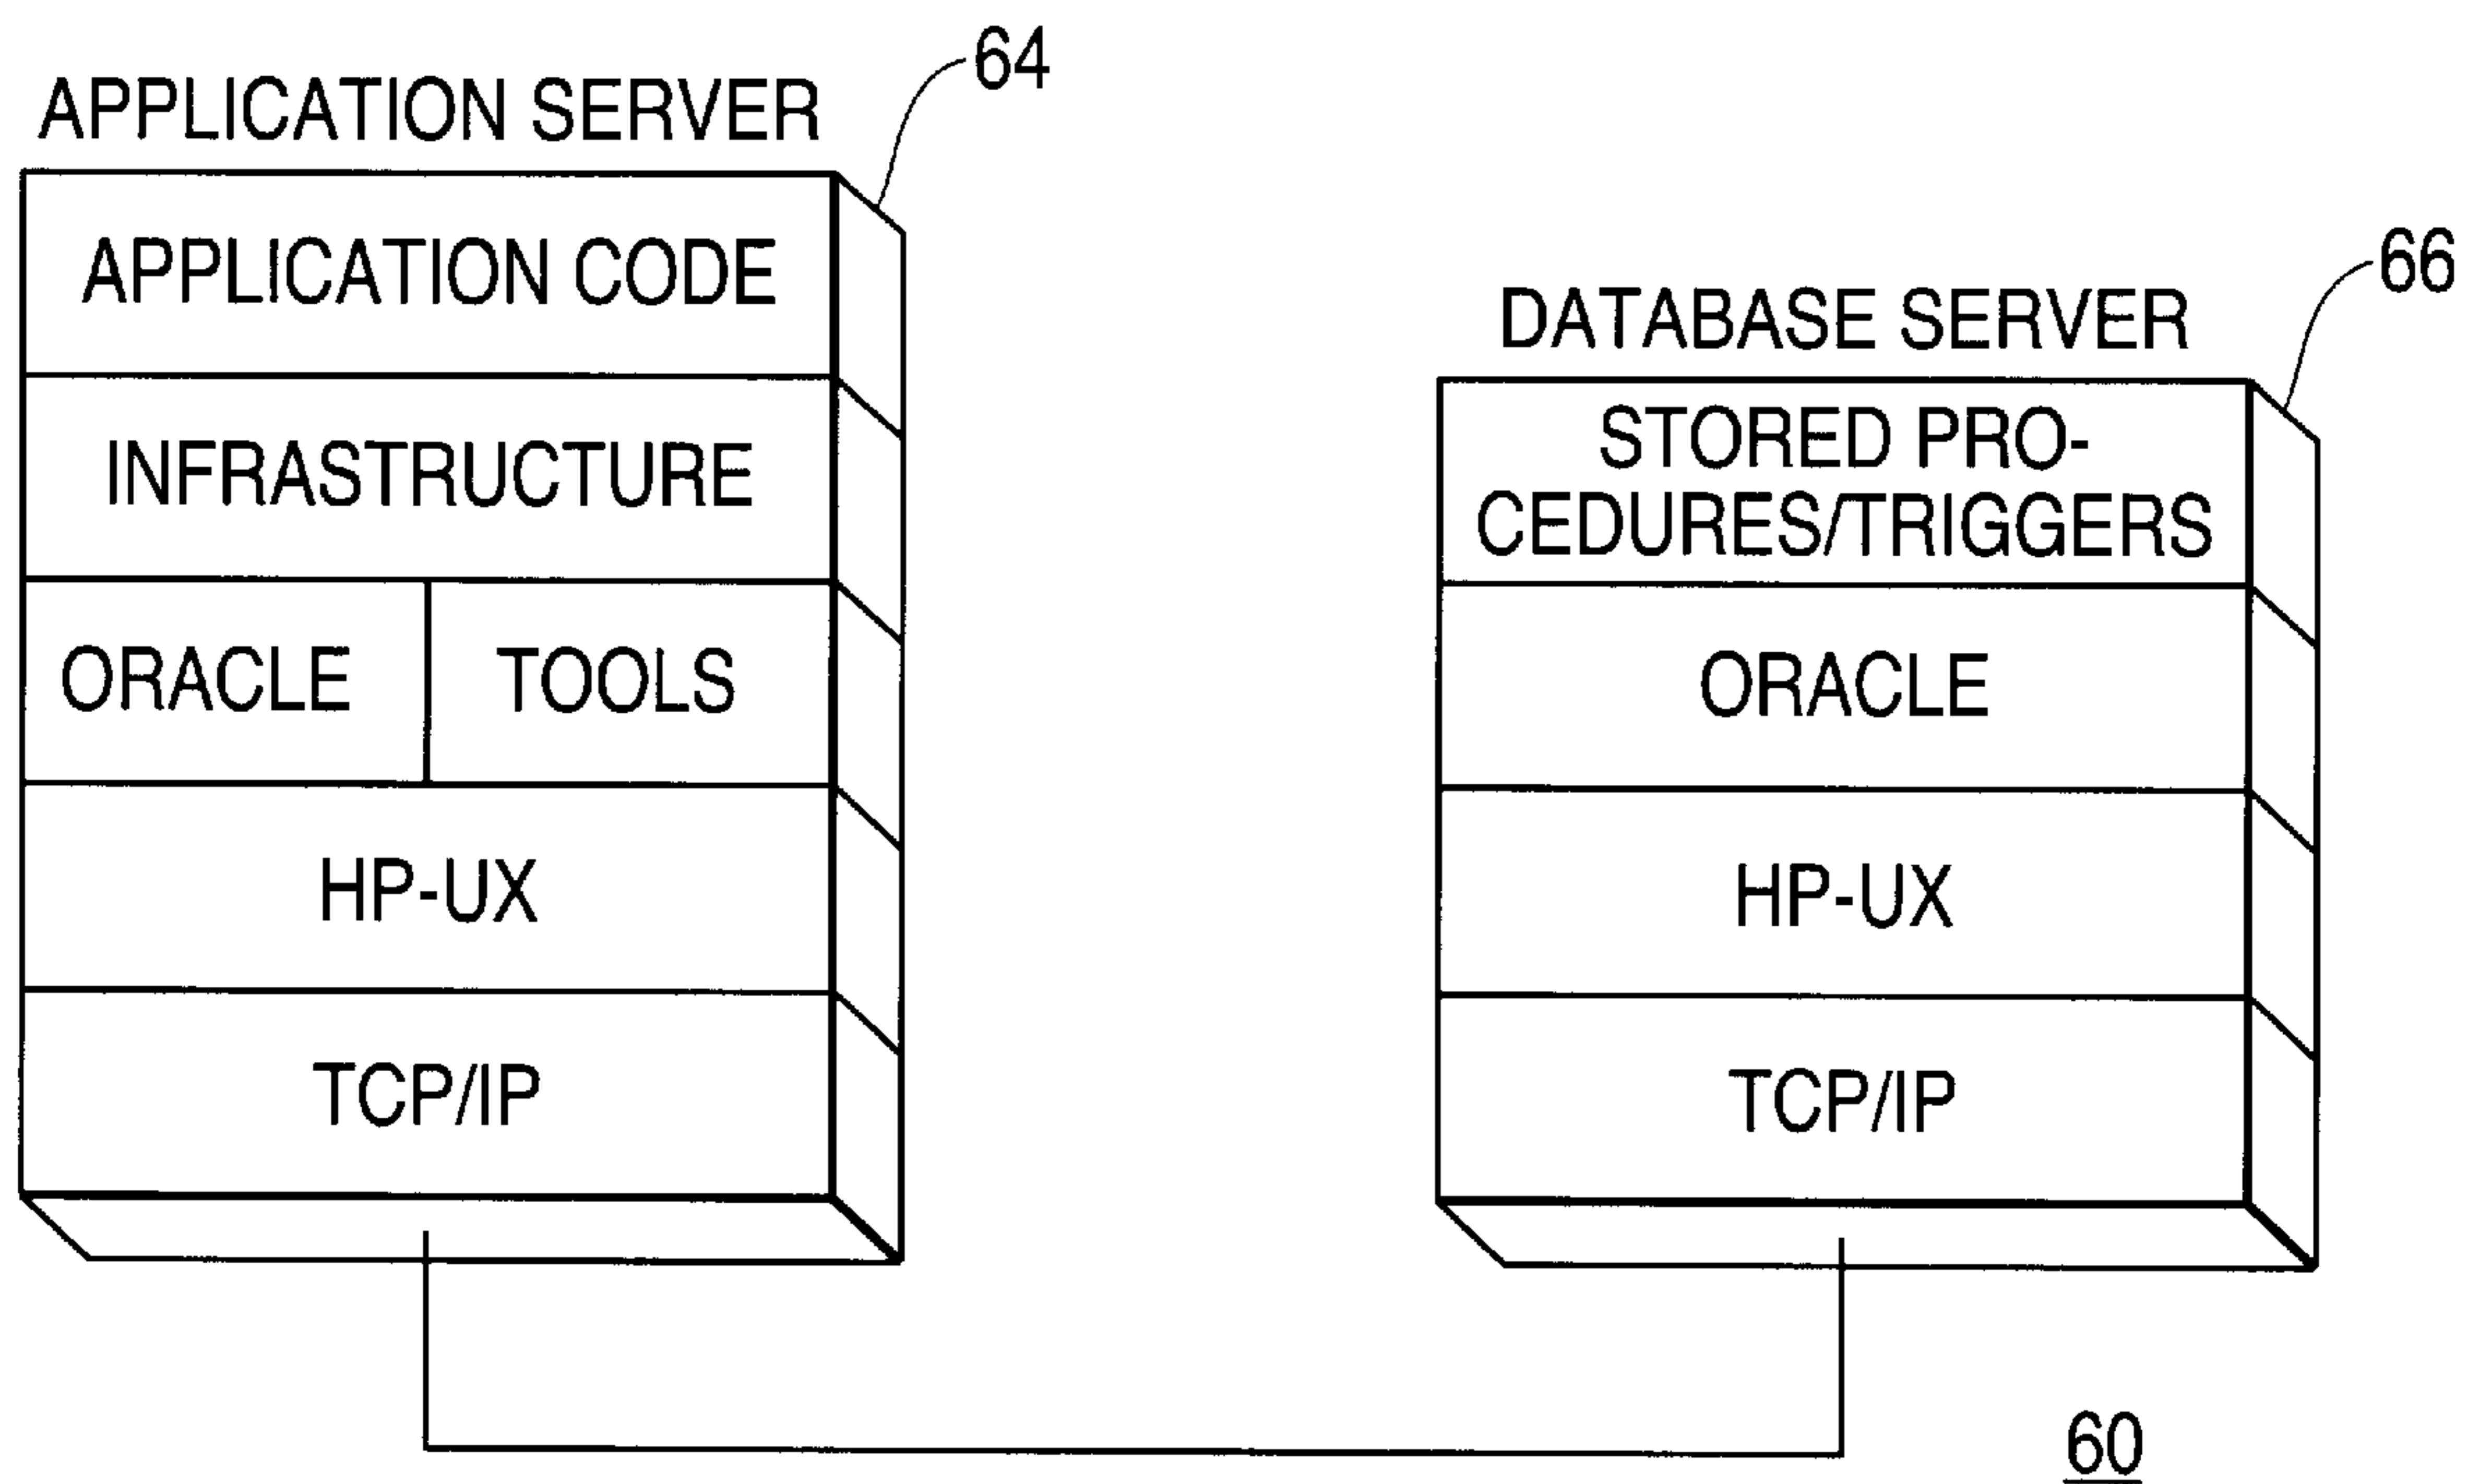 64
APPLICATION SERVER
APPLICATION CODE
INFRASTRUCTURE
ORACLE
TOOLS
HP-UX
TCP/IP
66
DATABASE SERVER
STORED PRO-
CEDURES/TRIGGERS
ORACLE
HP-UX
TCP/IP
60